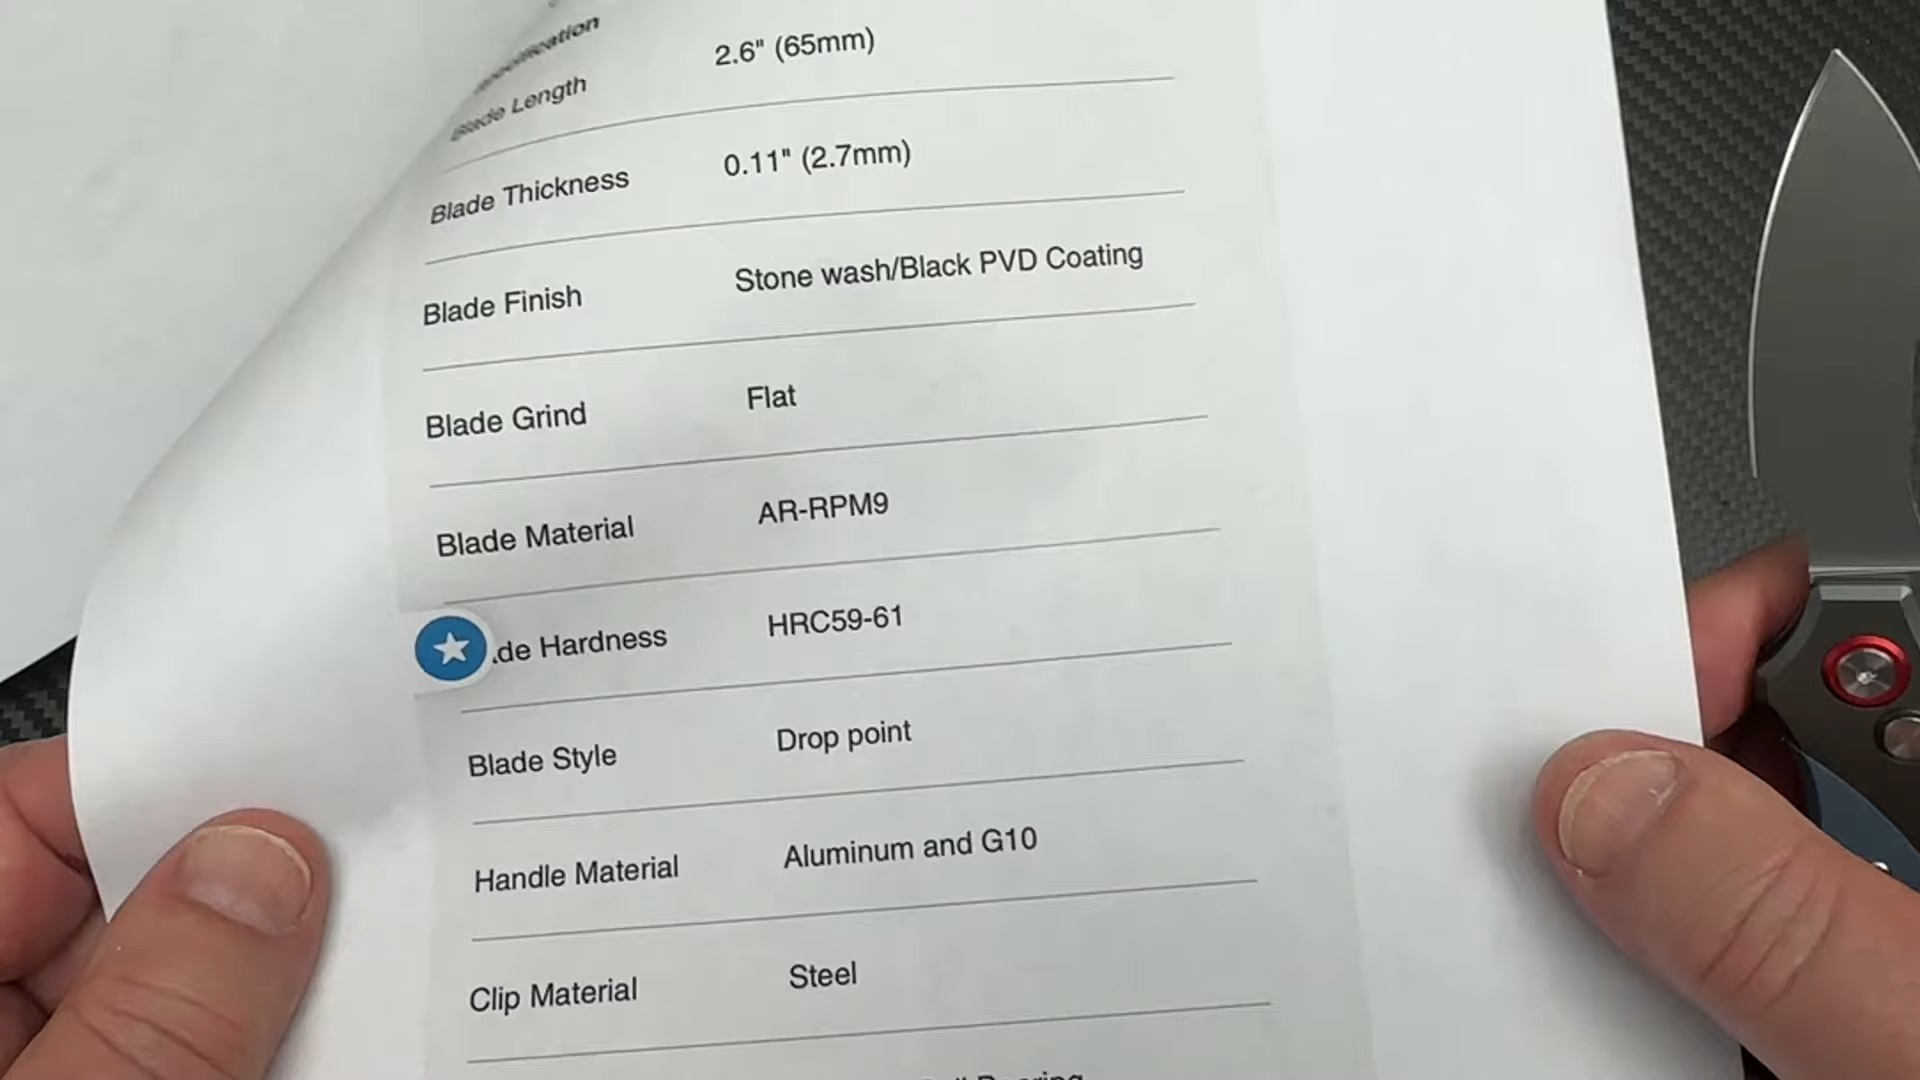 Blade Length 2.6" (65mm)
Blade Thickness 0.11" (2.7mm)
Blade Finish Stone wash/Black PVD Coating
Blade Grind Flat
Blade Material AR-RPM9
de Hardness HRC59-61
Blade Style Drop point
Handle Material Aluminum and G10
Clip Material Steel